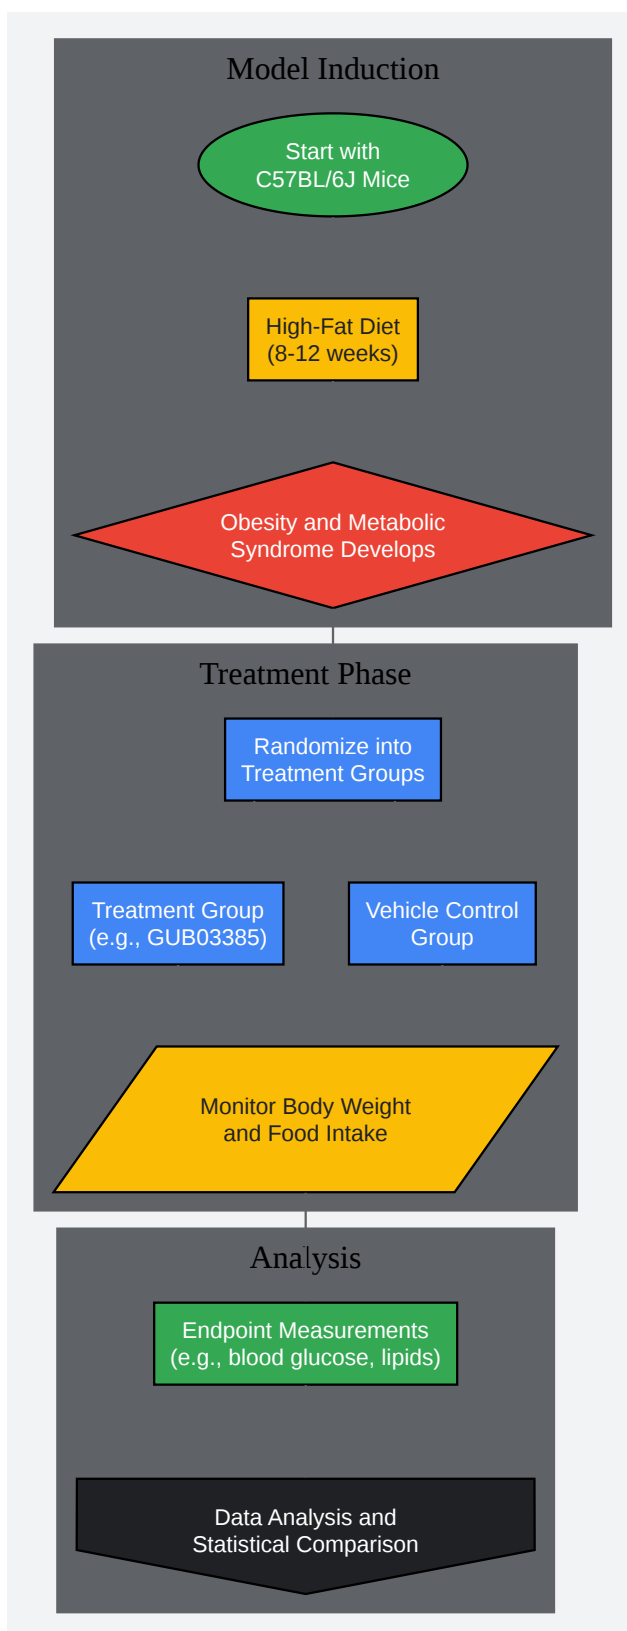 Model Induction
Start with
C57BL/6J Mice
High-Fat Diet
(8-12 weeks)
Obesity and Metabolic
Syndrome Develops
Treatment Phase
Randomize into
Treatment Groups
Treatment Group
(e.g., GUB03385)
Vehicle Control
Group
Monitor Body Weight
and Food Intake
Analysis
Endpoint Measurements
(e.g., blood glucose, lipids)
Data Analysis and
Statistical Comparison